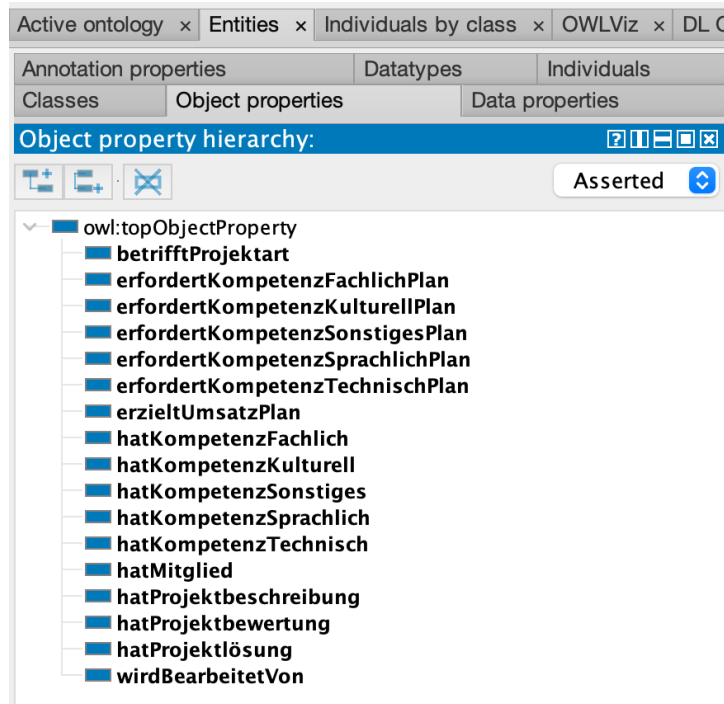 Active ontology × Entities × Individuals by class × OWLViz × DL
Annotation properties Datatypes Individuals
Classes Object properties Data properties
Object property hierarchy:
Asserted
owl:topObjectProperty
betrifftProjektart
erfordertKompetenzFachlichPlan
erfordertKompetenzKulturellPlan
erfordertKompetenzSonstigesPlan
erfordertKompetenzSprachlichPlan
erfordertKompetenzTechnischPlan
erzieltUmsatzPlan
hatKompetenzFachlich
hatKompetenzKulturell
hatKompetenzSonstiges
hatKompetenzSprachlich
hatKompetenzTechnisch
hatMitglied
hatProjektbeschreibung
hatProjektbewertung
hatProjektlösung
wirdBearbeitetVon